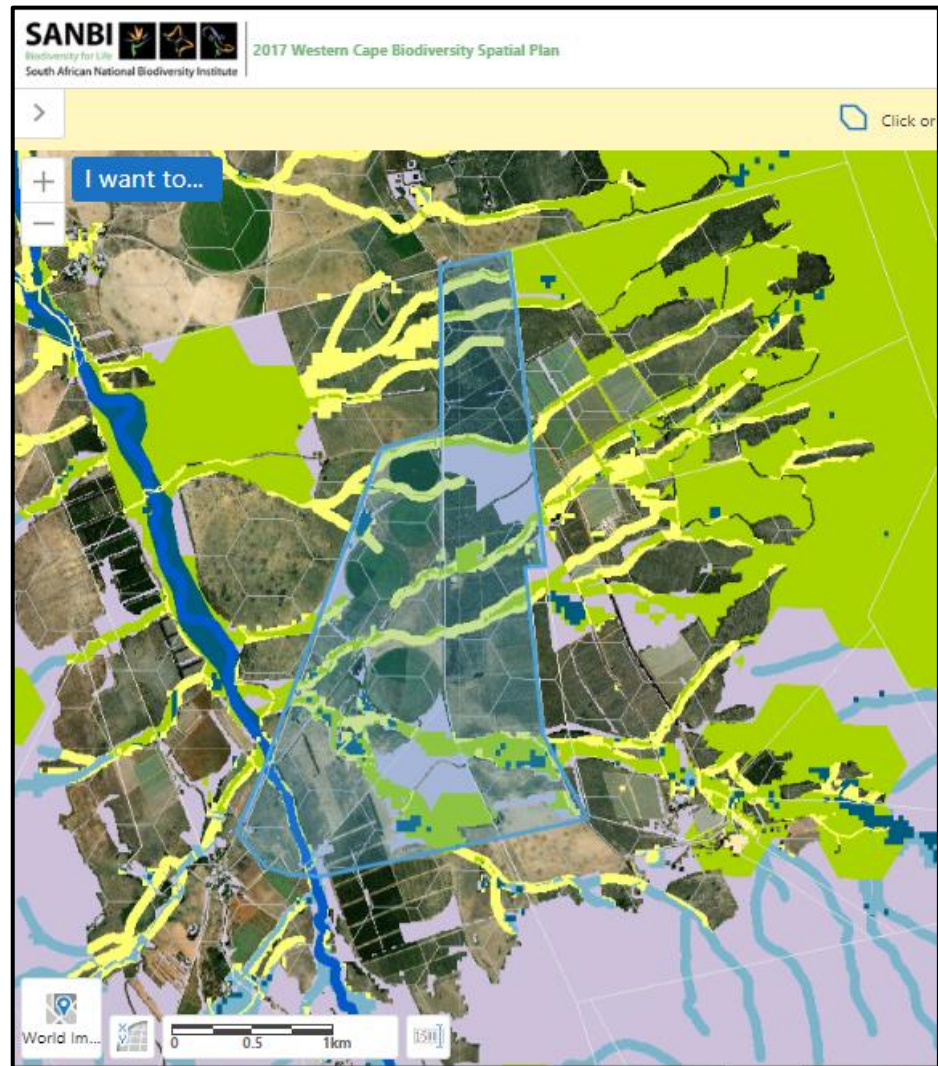 SANBI
Biodiversity for Life
South African National Biodiversity Institute
2017 Western Cape Biodiversity Spatial Plan
Click or
I want to...
World Im...
0 0.5 1km